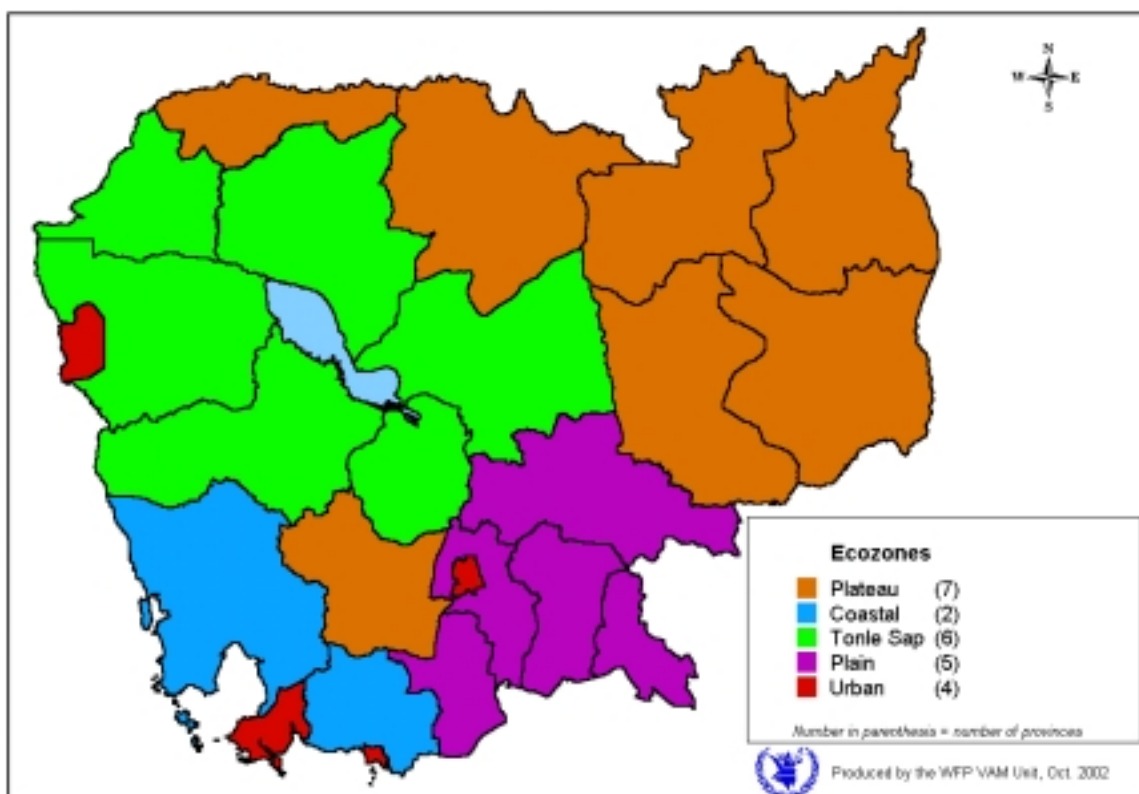 N
W E
S
Ecozones
Plateau (7)
Coastal (2)
Tonle Sap (6)
Plain (5)
Urban (4)
Number in parenthesis = number of provinces
Produced by the WFP VAM Unit, Oct. 2002